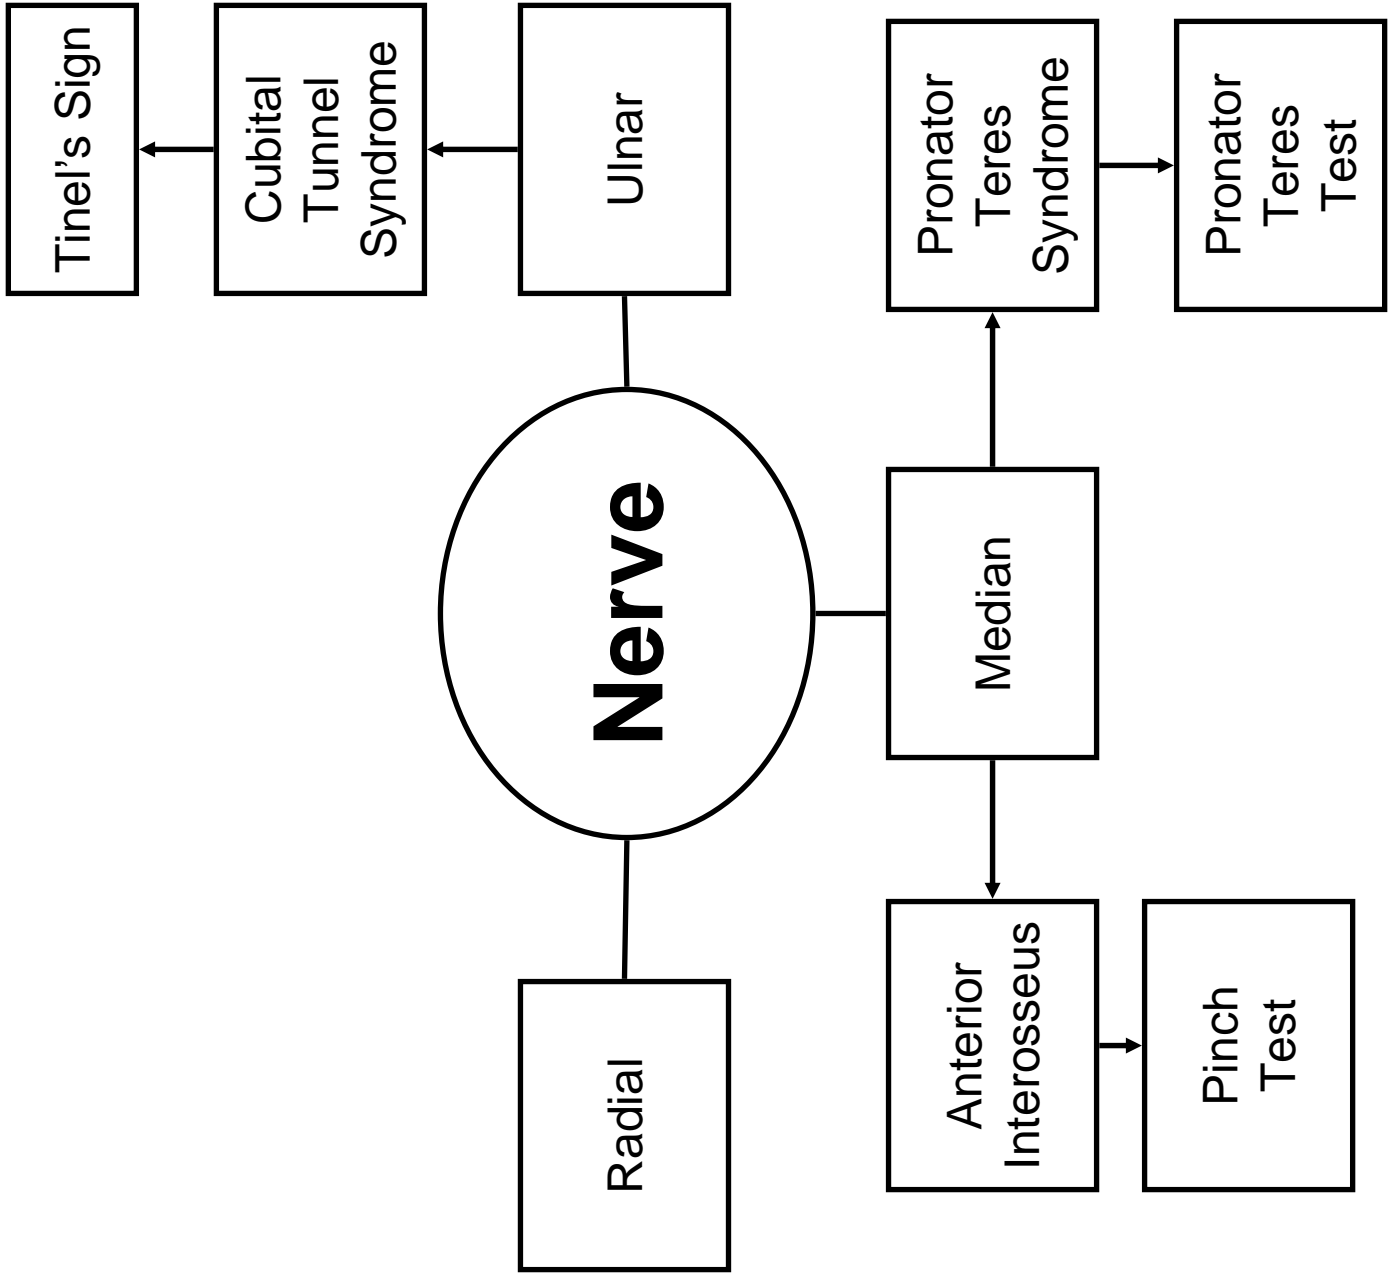 Tinel’s Sign
Cubital
Tunnel
Syndrome
Radial
Nerve
Ulnar
Anterior
Interosseus
Median
Pronator
Teres
Syndrome
Pinch
Test
Pronator
Teres
Test